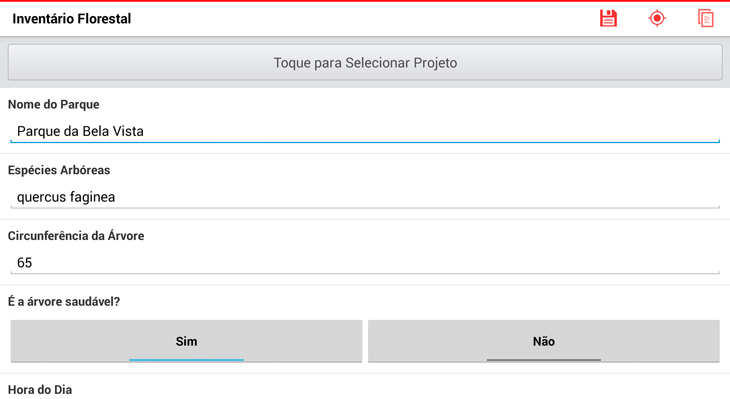 Inventário Florestal
Toque para Selecionar Projeto
Nome do Parque
Parque da Bela Vista
Espécies Arbóreas
quercus faginea
Circunferência da Árvore
65
É a árvore saudável?
Sim Não
Hora do Dia